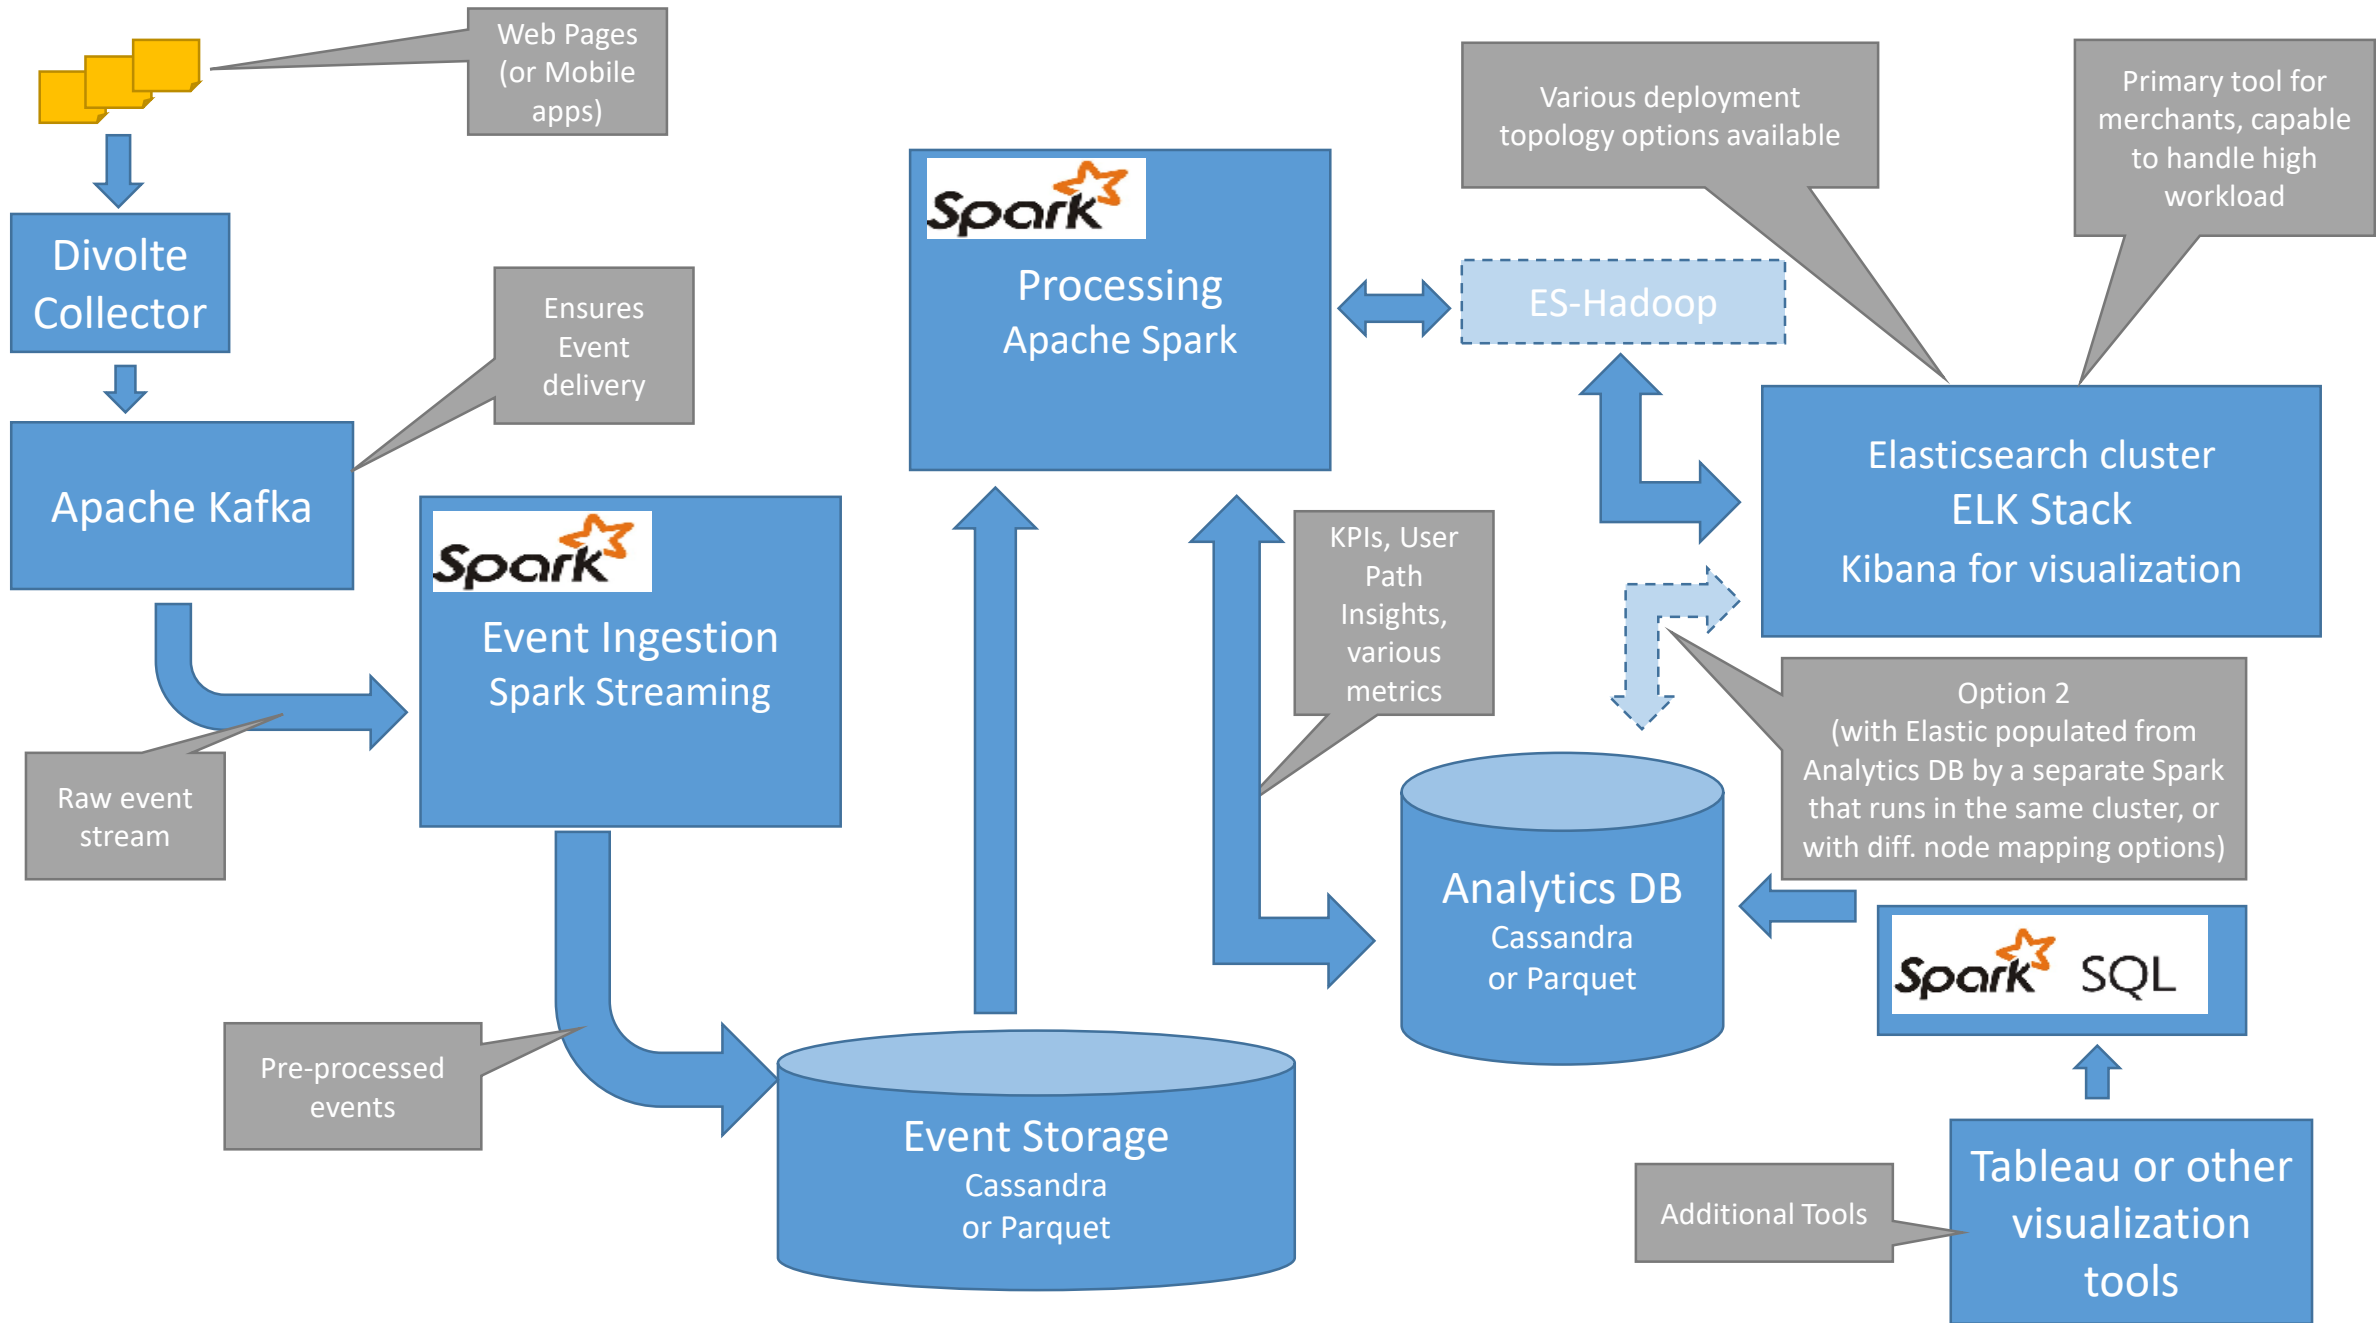 Web Pages
(or Mobile
apps)
Divolte
Collector
Ensures
Event
delivery
Apache Kafka
Raw event
stream
Spark
Event Ingestion
Spark Streaming
Pre-processed
events
Event Storage
Cassandra
or Parquet
Spark
Processing
Apache Spark
KPIs, User
Path
Insights,
various
metrics
ES-Hadoop
Various deployment
topology options available
Primary tool for
merchants, capable
to handle high
workload
Elasticsearch cluster
ELK Stack
Kibana for visualization
Option 2
(with Elastic populated from
Analytics DB by a separate Spark
that runs in the same cluster, or
with diff. node mapping options)
Analytics DB
Cassandra
or Parquet
Spark SQL
Additional Tools
Tableau or other
visualization
tools